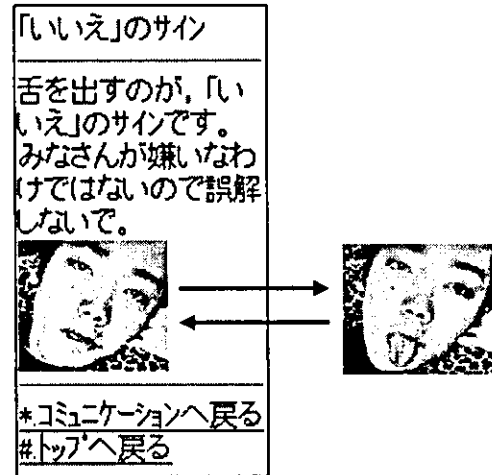 「いいえ」のサイン
舌を出すのが,「い
いえ」のサインです。
みなさんが嫌いなわ
けではないので誤解
しないで。
*.コミュニケーションへ戻る
#.トップへ戻る